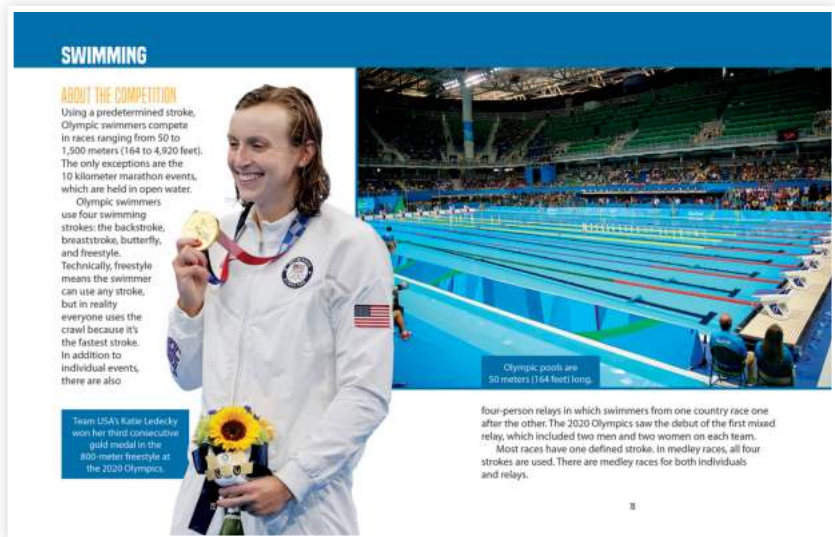 SWIMMING
ABOUT THE COMPETITION
Using a predetermined stroke,
Olympic swimmers compete
in races ranging from 50 to
1,500 meters (164 to 4,920 feet).
The only exceptions are the
10 kilometer marathon events,
which are held in open water.
Olympic swimmers
use four swimming
strokes: the backstroke,
breaststroke, butterfly,
and freestyle.
Technically, freestyle
means the swimmer
can use any stroke,
but in reality
everyone uses the
crawl because it's
the fastest stroke.
In addition to
individual events,
there are also
Team USA's Katie Ledecky
won her third consecutive
gold medal in the
800-meter freestyle at
the 2020 Olympics.
Olympic pools are
50 meters (164 feet) long.
four-person relays in which swimmers from one country race one
after the other. The 2020 Olympics saw the debut of the first mixed
relay, which included two men and two women on each team.
Most races have one defined stroke. In medley races, all four
strokes are used. There are medley races for both individuals
and relays.